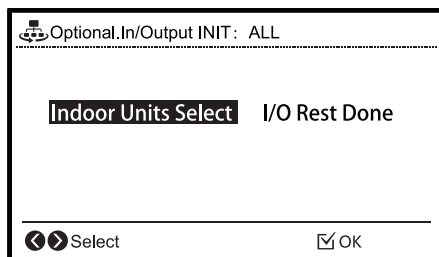 Optional.In/Output INIT: ALL
Indoor Units Select I/O Rest Done
Select OK